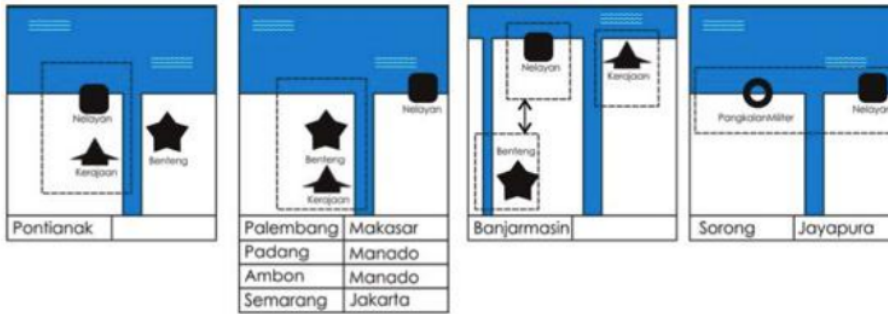 Nelayan
Kerajaan
Benteng
Pontianak
Nelayan
Benteng
Kerajaan
Palembang Makasar
Padang Manado
Ambon Manado
Semarang Jakarta
Nelayan
Kerajaan
Benteng
Banjarmasin
PangkalanMiliter
Nelayan
Sorong Jayapura